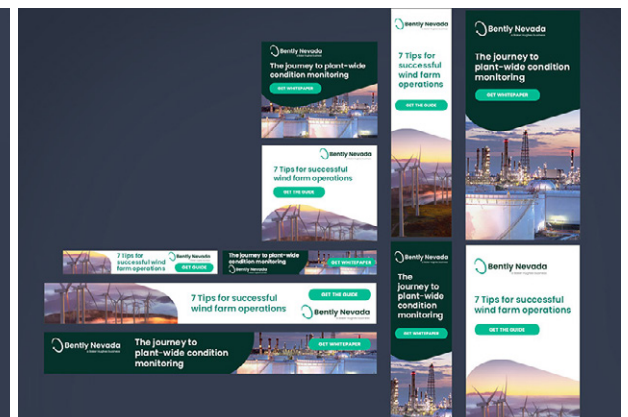 Bently Nevada
The journey to plant-wide
condition monitoring
GET WHITEPAPER
Bently Nevada
7 Tips for
successful
wind farm
operations
GET THE GUIDE
Bently Nevada
The journey to
plant-wide condition
monitoring
GET WHITEPAPER
Bently Nevada
7 Tips for successful
wind farm operations
GET THE GUIDE
7 Tips for
successful wind
farm operations
Bently Nevada
GET GUIDE
The journey to plant-wide
condition monitoring
Bently Nevada
GET WHITEPAPER
7 Tips for successful
wind farm operations
GET THE GUIDE
Bently Nevada
Bently Nevada
The journey to
plant-wide condition
monitoring
GET WHITEPAPER
Bently Nevada
The
journey to
plant-wide
condition
monitoring
GET WHITEPAPER
Bently Nevada
7 Tips for successful
wind farm operations
GET THE GUIDE